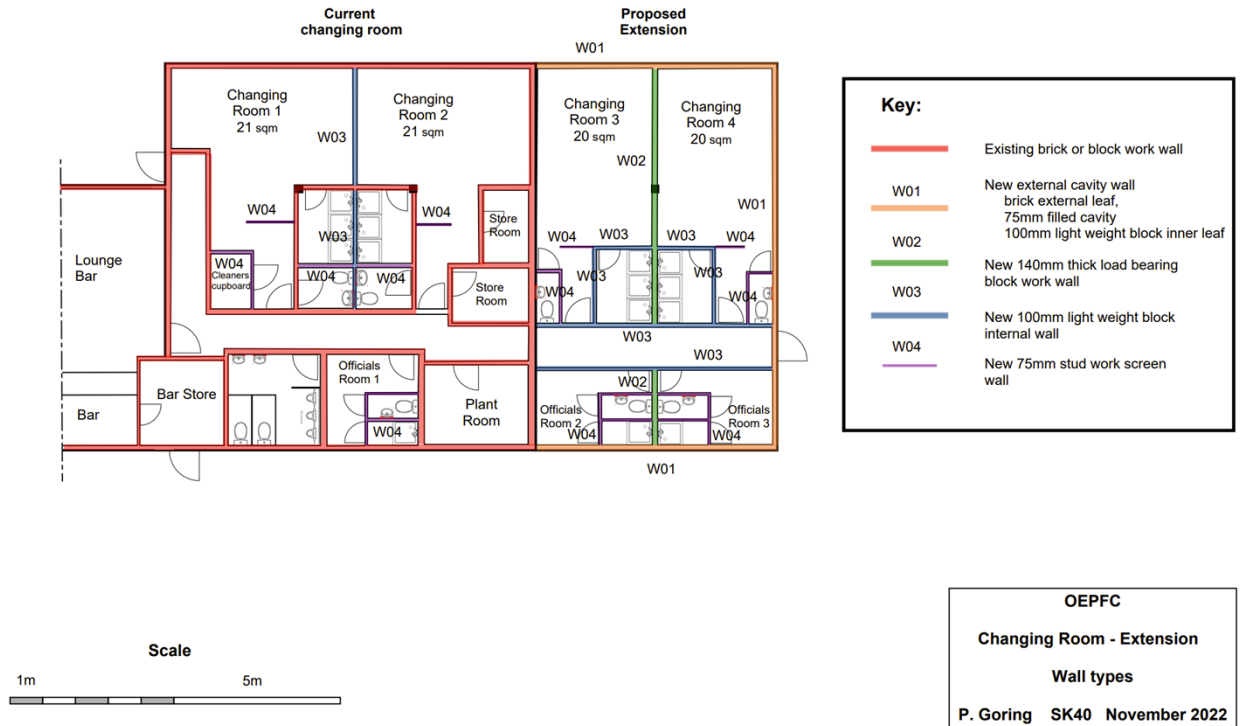 Current
changing room
Proposed
Extension
W01
Changing
Room 1
21 sqm
Changing
Room 2
21 sqm
W03
Changing
Room 3
20 sqm
W02
Changing
Room 4
20 sqm
W01
W04
W03
W04
Store
Room
W04
W03
W03
W04
Lounge
Bar
W04
Cleaners
cupboard
W04
W04
Store
Room
W03
W04
W03
W04
W03
W03
Bar
Bar Store
Officials
Room 1
W04
Plant
Room
W02
Officials
Room 2
W04
Officials
Room 3
W04
W01
Key:
Existing brick or block work wall
W01
New external cavity wall
brick external leaf,
75mm filled cavity
100mm light weight block inner leaf
W02
New 140mm thick load bearing
block work wall
W03
New 100mm light weight block
internal wall
W04
New 75mm stud work screen
wall
Scale
1m
5m
OEPFC
Changing Room - Extension
Wall types
P. Goring SK40 November 2022